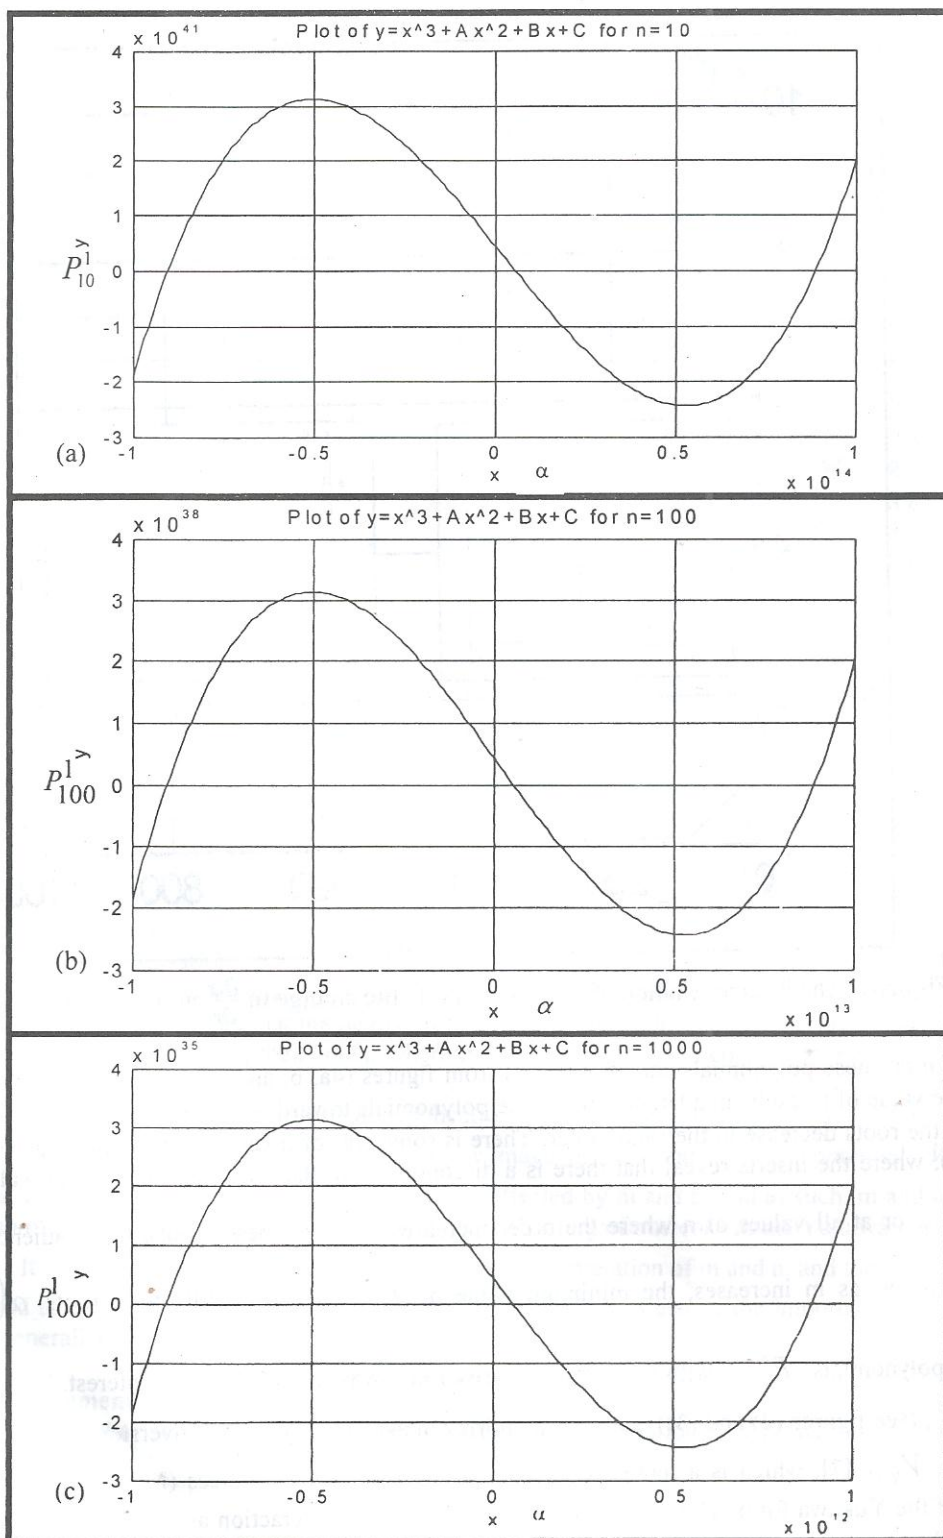 x 10^41
Plot of y=x^3+Ax^2+Bx+C for n=10
4
3
2
1
0
-1
-2
-3
y
P^1_10
(a)
-1 -0.5 0 0.5 1
x α
x 10^14
x 10^38
Plot of y=x^3+Ax^2+Bx+C for n=100
4
3
2
1
0
-1
-2
-3
y
P^1_100
(b)
-1 -0.5 0 0.5 1
x α
x 10^13
x 10^35
Plot of y=x^3+Ax^2+Bx+C for n=1000
4
3
2
1
0
-1
-2
-3
y
P^1_1000
(c)
-1 -0.5 0 0.5 1
x α
x 10^12